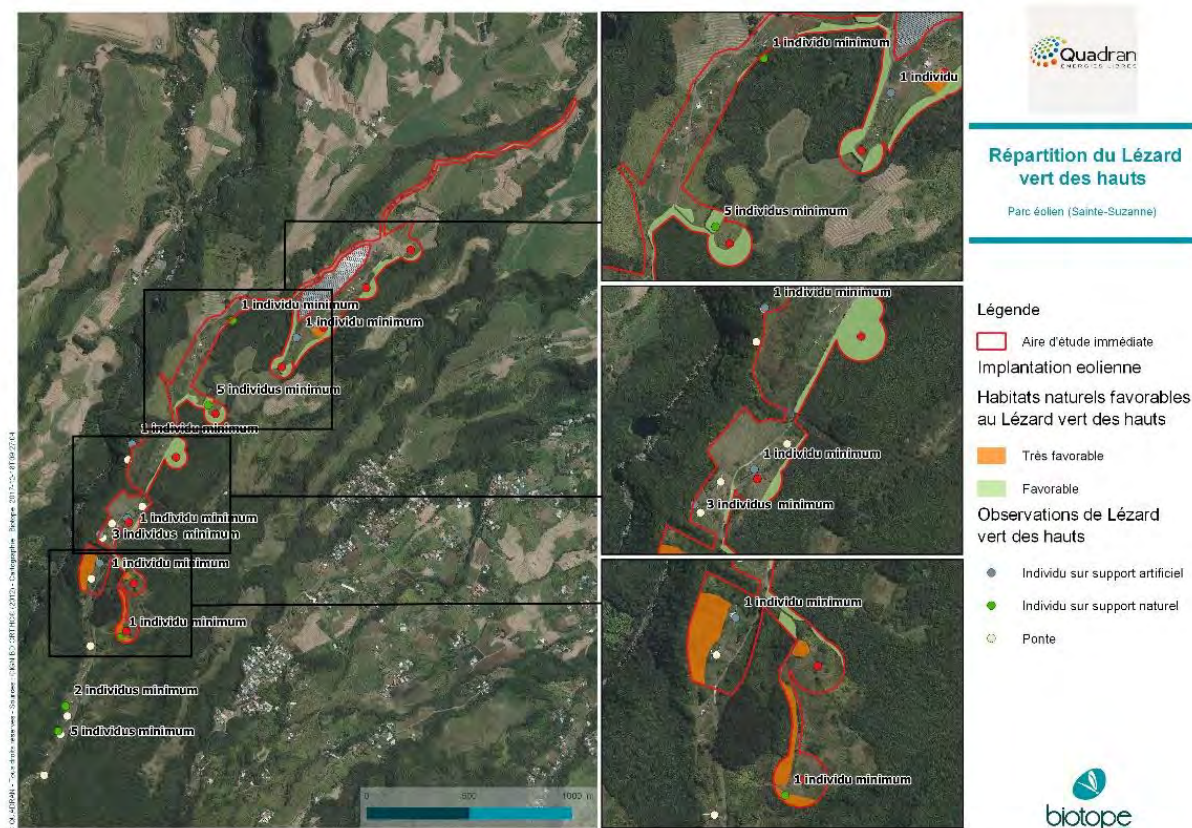 1 individu minimum
1 individu minimum
5 individus minimum
1 individu minimum
1 individu minimum
3 individus minimum
1 individu minimum
1 individu minimum
2 individus minimum
5 individus minimum
0 500 1000 m
1 individu minimum
1 individu
5 individus minimum
1 individu minimum
1 individu minimum
3 individus minimum
1 individu minimum
1 individu minimum
Quadran
ENERGIES LIBRES
Répartition du Lézard
vert des hauts
Parc éolien (Sainte-Suzanne)
Légende
Aire d'étude immédiate
Implantation eolienne
Habitats naturels favorables
au Lézard vert des hauts
Très favorable
Favorable
Observations de Lézard
vert des hauts
Individu sur support artificiel
Individu sur support naturel
Ponte
biotope